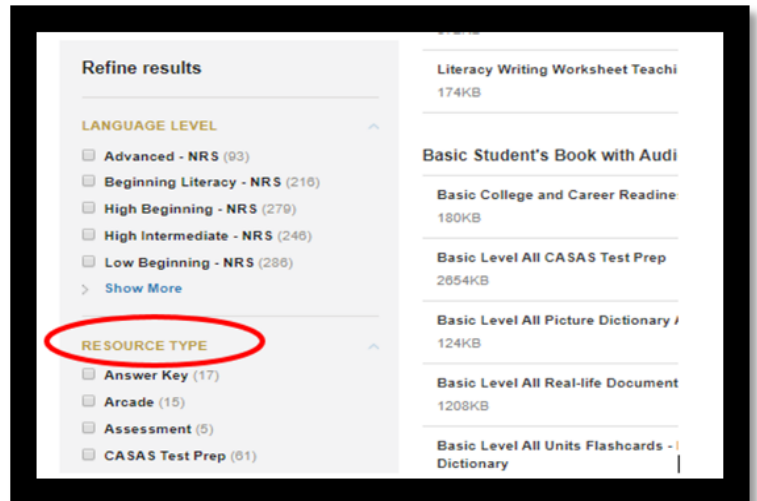 Refine results
LANGUAGE LEVEL
Advanced - NRS (93)
Beginning Literacy - NRS (216)
High Beginning - NRS (279)
High Intermediate - NRS (246)
Low Beginning - NRS (286)
> Show More
RESOURCE TYPE
Answer Key (17)
Arcade (15)
Assessment (5)
CASAS Test Prep (61)
Literacy Writing Worksheet Teachi
174KB
Basic Student's Book with Audi
Basic College and Career Readine
180KB
Basic Level All CASAS Test Prep
2654KB
Basic Level All Picture Dictionary
124KB
Basic Level All Real-life Document
1208KB
Basic Level All Units Flashcards -
Dictionary